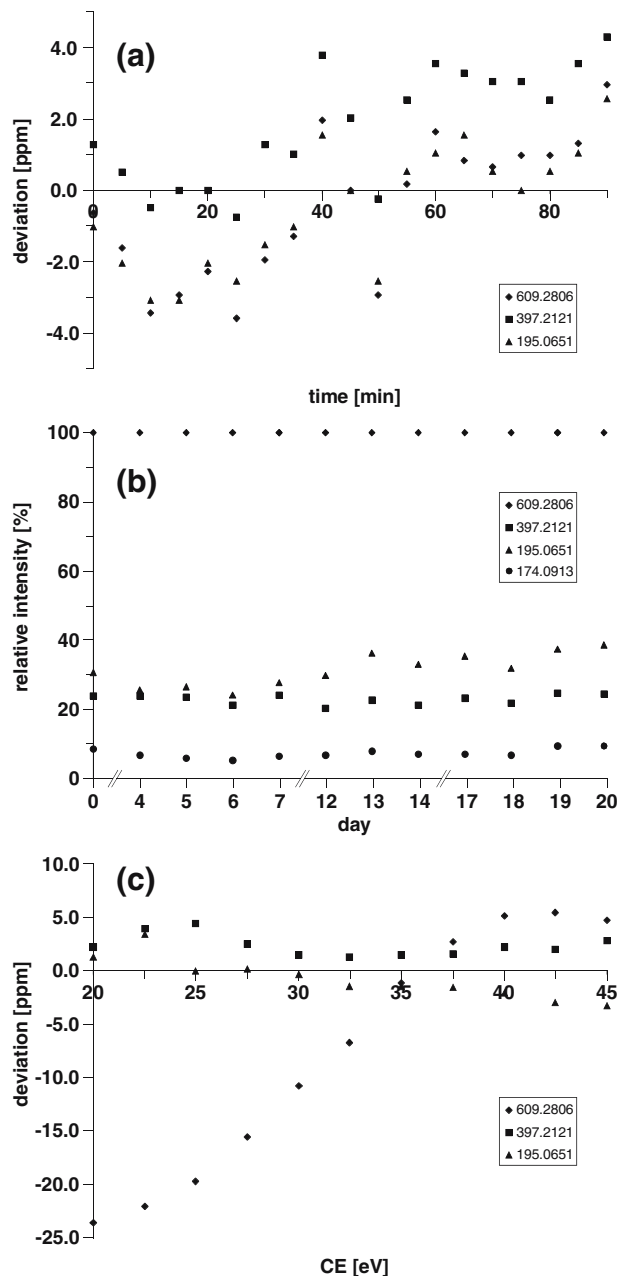 (a)
4.0
2.0
0.0
-2.0
-4.0
deviation [ppm]
0 20 40 60 80
time [min]
609.2806
397.2121
195.0651
(b)
100
80
60
40
20
0
relative intensity [%]
0 4 5 6 7 12 13 14 17 18 19 20
day
609.2806
397.2121
195.0651
174.0913
(c)
10.0
5.0
0.0
-5.0
-10.0
-15.0
-20.0
-25.0
deviation [ppm]
20 25 30 35 40 45
CE [eV]
609.2806
397.2121
195.0651